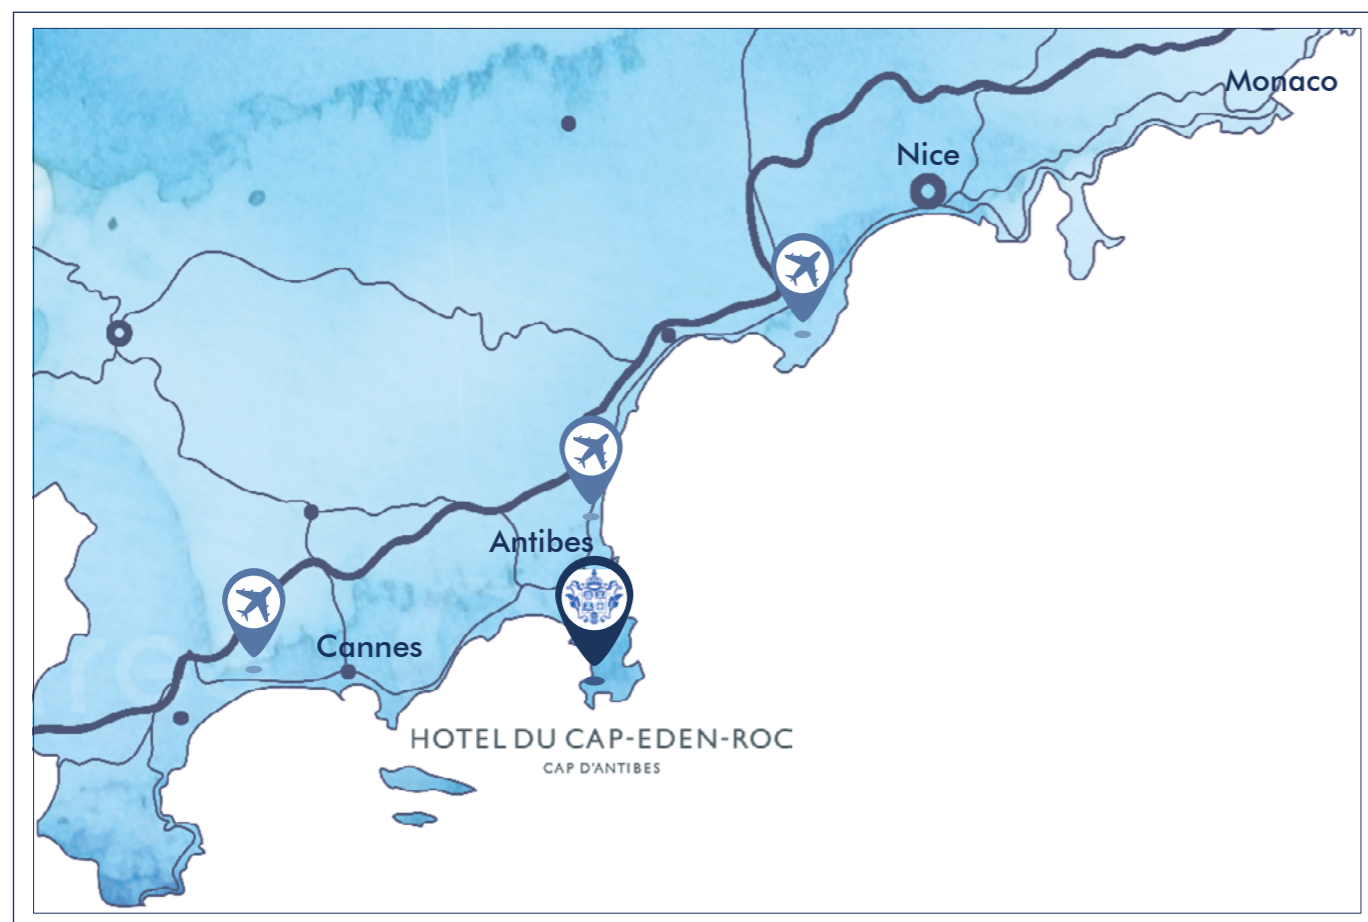 Monaco
Nice
Antibes
Cannes
HOTEL DU CAP-EDEN-ROC
CAP D'ANTIBES